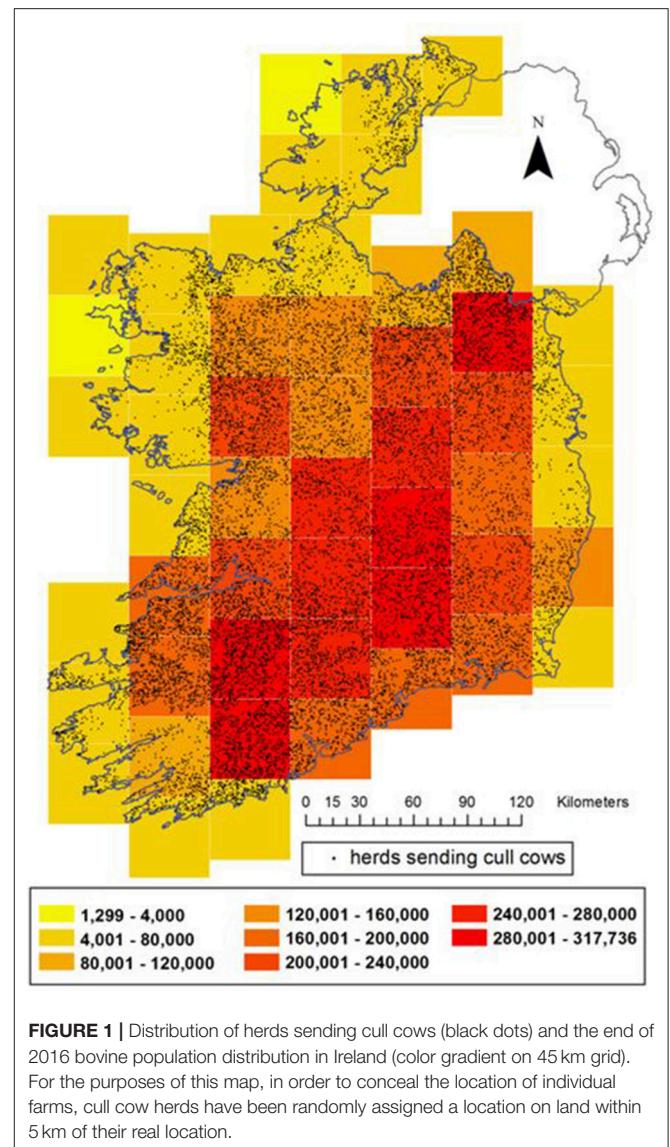 N
0 15 30 60 90 120 Kilometers
· herds sending cull cows
1,299 - 4,000 120,001 - 160,000 240,001 - 280,000
4,001 - 80,000 160,001 - 200,000 280,001 - 317,736
80,001 - 120,000 200,001 - 240,000
FIGURE 1 | Distribution of herds sending cull cows (black dots) and the end of
2016 bovine population distribution in Ireland (color gradient on 45 km grid).
For the purposes of this map, in order to conceal the location of individual
farms, cull cow herds have been randomly assigned a location on land within
5 km of their real location.